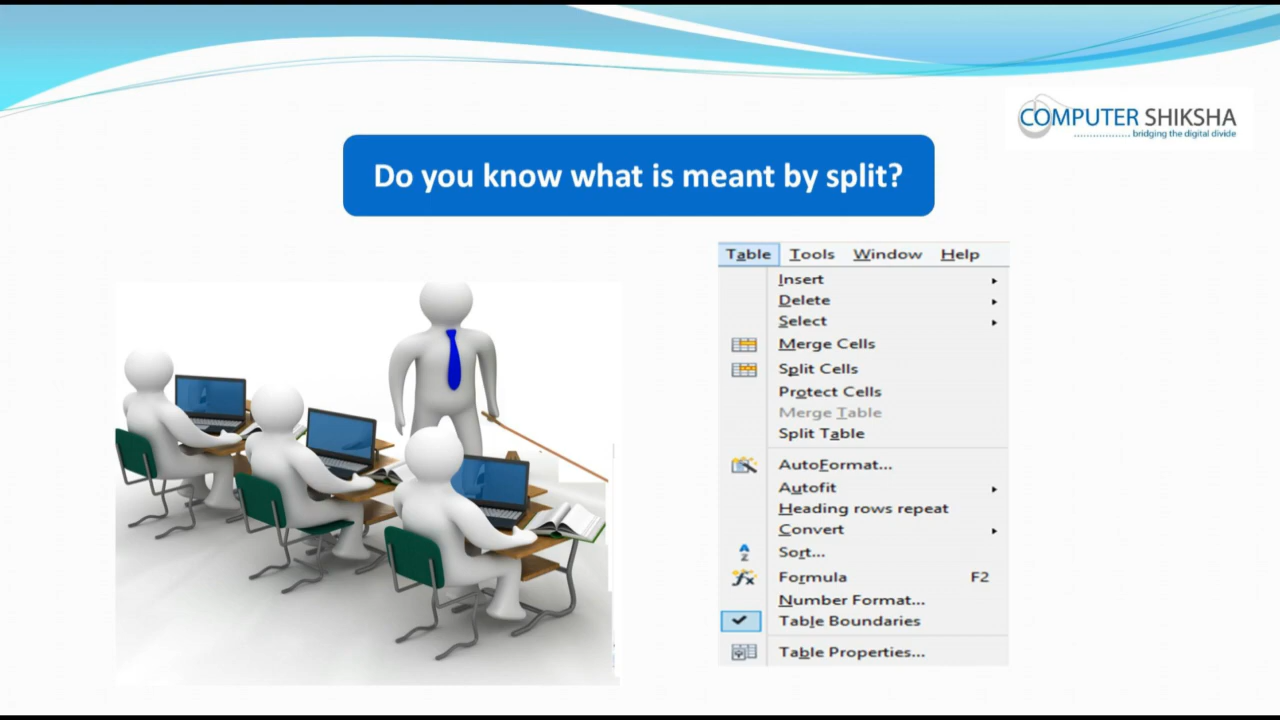 COMPUTER SHIKSHA
bridging the digital divide
Do you know what is meant by split?
Table Tools Window Help
Insert
Delete
Select
Merge Cells
Split Cells
Protect Cells
Merge Table
Split Table
AutoFormat...
Autofit
Heading rows repeat
Convert
Sort...
Formula F2
Number Format...
Table Boundaries
Table Properties...